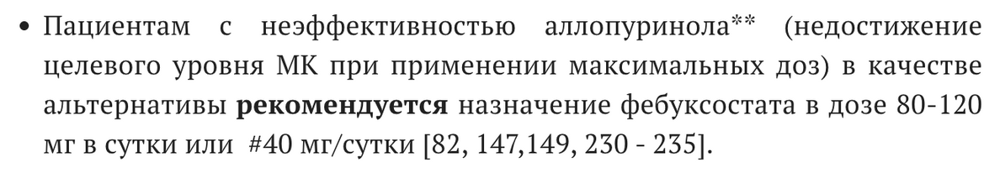 • Пациентам с неэффективностью аллопуринола** (недостижение
целевого уровня МК при применении максимальных доз) в качестве
альтернативы рекомендуется назначение фебуксостата в дозе 80-120
мг в сутки или #40 мг/сутки [82, 147,149, 230 - 235].